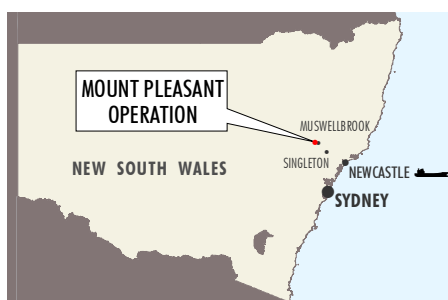 MOUNT PLEASANT
OPERATION
MUSWELLBROOK
SINGLETON
NEW SOUTH WALES
NEWCASTLE
SYDNEY